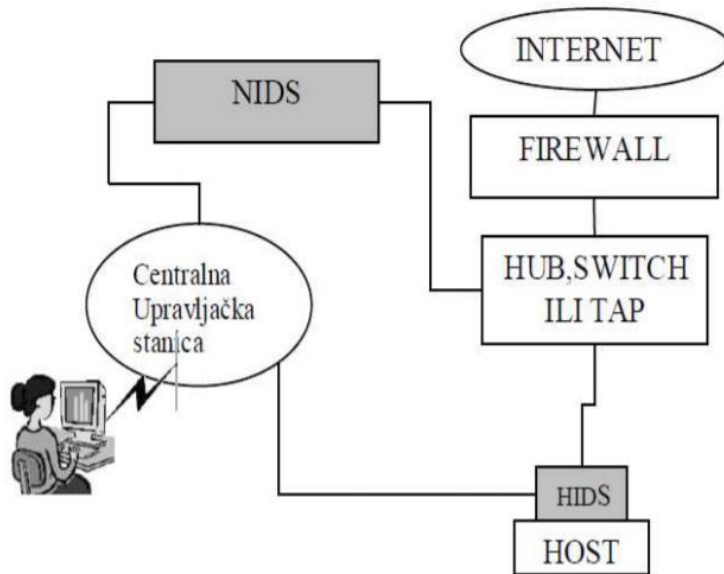 INTERNET
NIDS
FIREWALL
HUB,SWITCH
ILI TAP
Centralna
Upravljačka
stanica
HIDS
HOST